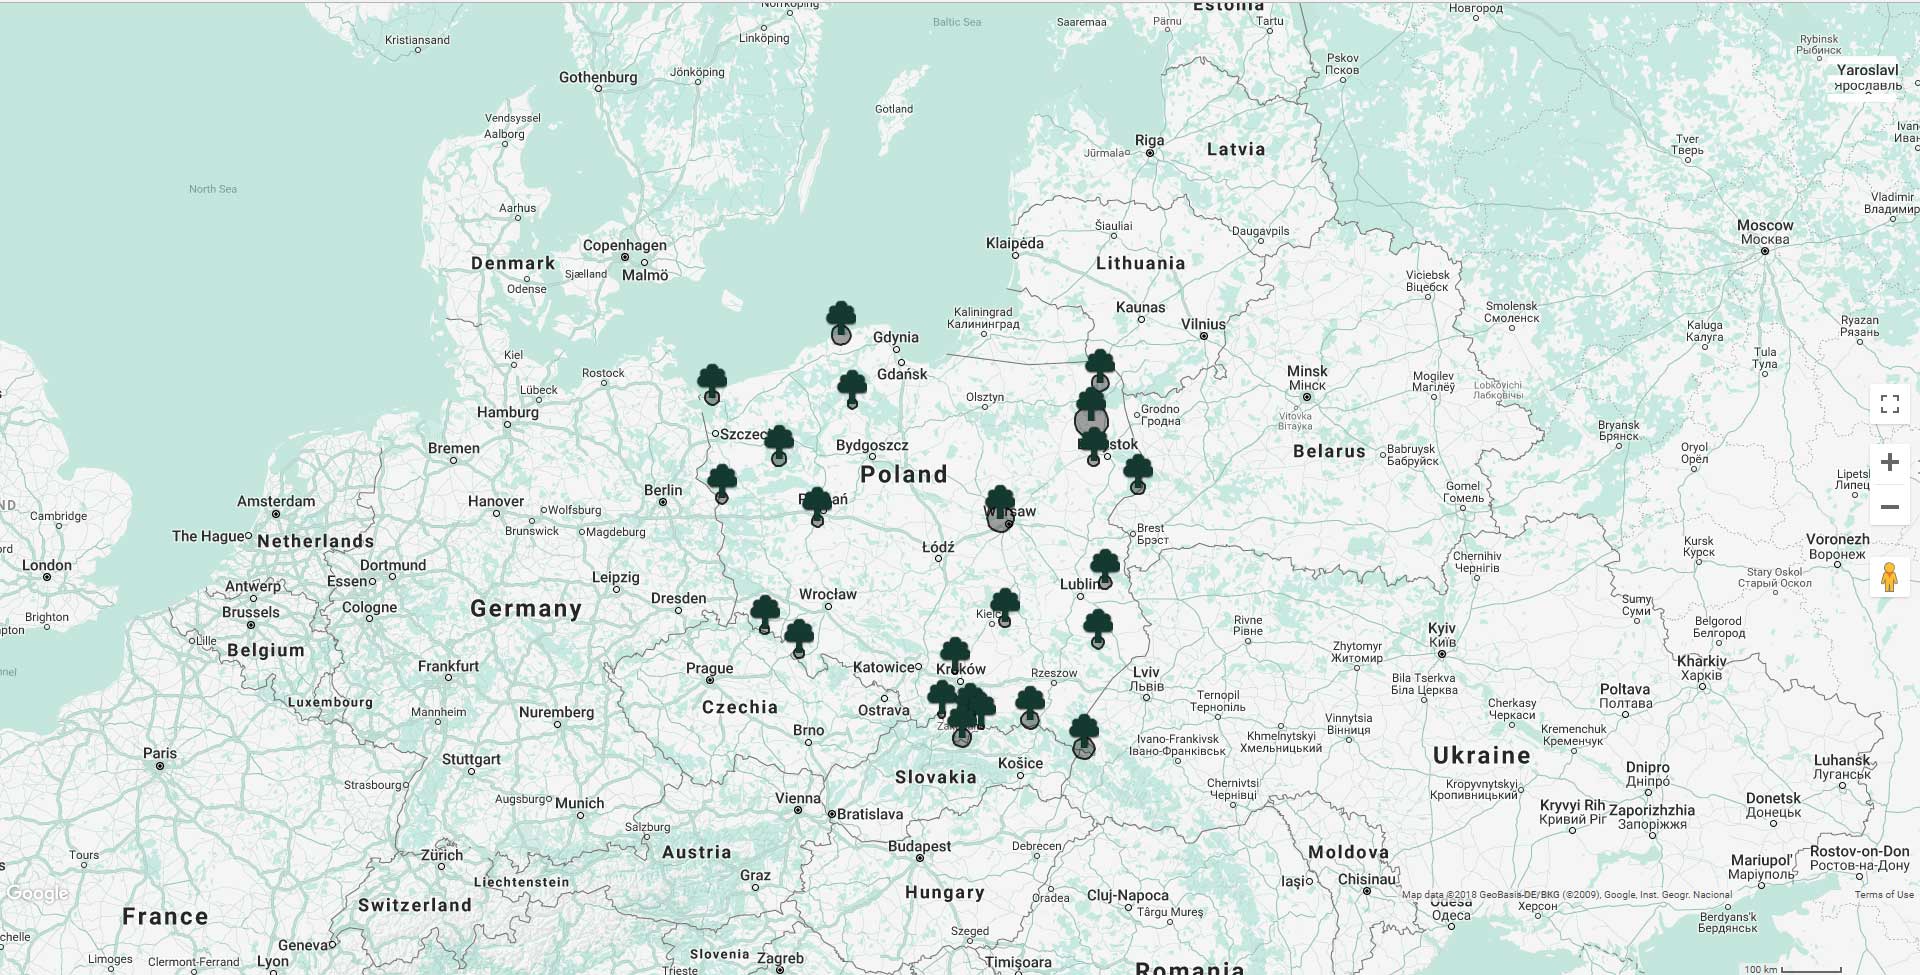 Norrköping
Estonia
Baltic Sea
Saaremaa
Pärnu
Tartu
Новгород
Kristiansand
Linköping
Rybinsk
Рыбинск
Pskov
Псков
Gothenburg
Jönköping
Yaroslavl
Ярославль
Gotland
Vendsyssel
Aalborg
Riga
Jūrmala
Latvia
Tver
Тверь
North Sea
Vladimir
Владимир
Aarhus
Šiauliai
Daugavpils
Moscow
Москва
Copenhagen
Klaipėda
Denmark
Sjælland
Malmö
Odense
Lithuania
Viciebsk
Віцебск
Kaunas
Kaliningrad
Калининград
Vilnius
Smolensk
Смоленск
Kaluga
Калуга
Ryazan
Рязань
Gdynia
Kiel
Rostock
Gdańsk
Lübeck
Tula
Тула
Minsk
Мінск
Mogilev
Магілёў
Lobkovichi
Лабковічы
Olsztyn
Hamburg
Grodno
Гродна
Vitovka
Вітаўка
Bryansk
Брянск
Szczec
Bydgoszcz
stok
Bremen
Belarus
Babruysk
Бабруйск
Oryol
Орёл
Poland
Lipets
Липец
Berlin
Gomel
Гомель
Hanover
Wolfsburg
Amsterdam
Cambridge
Brunswick
Magdeburg
Warsaw
The Hague
Netherlands
Brest
Брэст
Łódź
Kursk
Курск
Voronezh
Воронеж
London
Dortmund
Essen
Chernihiv
Чернігів
Leipzig
Lublin
Stary Oskol
Старый Оскол
Antwerp
Brussels
Cologne
Dresden
Wrocław
Germany
Brighton
Kielc
Sumy
Суми
Rivne
Рівне
Belgorod
Белгород
Kyiv
Київ
Lille
Belgium
Zhytomyr
Житомир
Frankfurt
Prague
Katowice
Kraków
Rzeszow
Lviv
Львів
Kharkiv
Харків
Bila Tserkva
Біла Церква
Luxembourg
Czechia
Ostrava
Ternopil
Тернопіль
Poltava
Полтава
Cherkasy
Черкаси
Mannheim
Nuremburg
Brno
Vinnytsia
Вінниця
Kremenchuk
Кременчук
Ivano-Frankivsk
Івано-Франківськ
Khmelnytskyi
Хмельницький
Paris
Stuttgart
Košice
Ukraine
Slovakia
Strasbourg
Chernivtsi
Чернівці
Dnipro
Дніпро
Luhansk
Луганськ
Kropyvnytskyi
Кропивницький
Augsburg
Munich
Vienna
Bratislava
Kryvyi Rih
Кривий Ріг
Zaporizhzhia
Запоріжжя
Donetsk
Донецьк
Salzburg
Tours
Zürich
Austria
Budapest
Debrecen
Moldova
Rostov-on-Don
Ростов-на-Дону
Mariupol'
Маріуполь
Graz
Liechtenstein
Iași
Chisinau
Google
Hungary
Oradea
Cluj-Napoca
Map data ©2018 GeoBasis-DE/BKG (©2009), Google, Inst. Geogr. Nacional
Terms of Use
Switzerland
France
Târgu Mureș
Odesa
Одеса
Херсон
Berdyans'k
Бердянськ
Szeged
Geneva
Limoges
Clermont-Ferrand
Lyon
Slovenia
Zagreb
Trieste
Timișoara
Romania
100 km